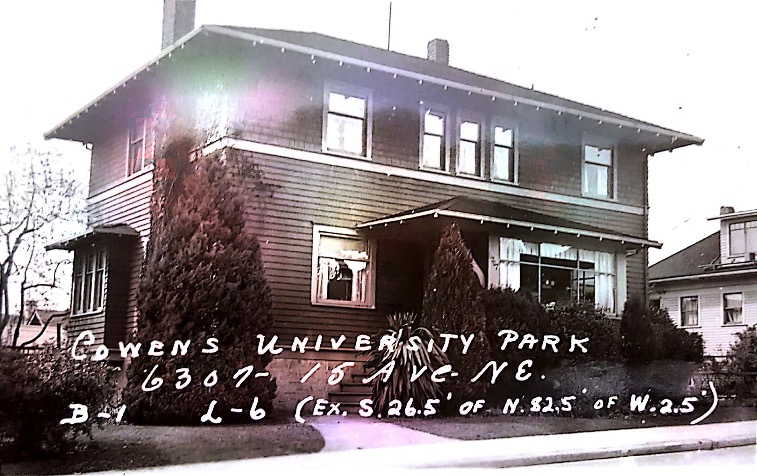 COWENS UNIVERSITY PARK
6307- 15 AVE. NE.
B-1 L-6 (EX. S. 26.5' OF N. 82.5' OF W. 2.5')